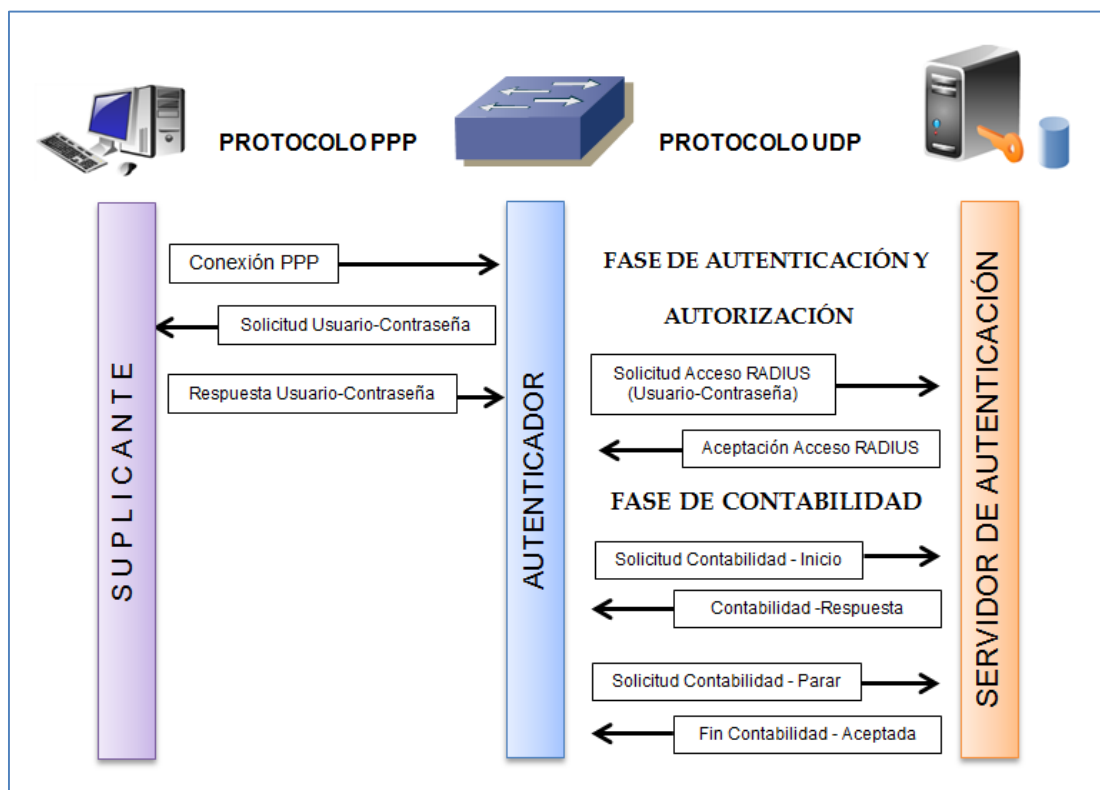 PROTOCOLO PPP
PROTOCOLO UDP
SUPLICANTE
AUTENTICADOR
SERVIDOR DE AUTENTICACIÓN
Conexión PPP
Solicitud Usuario-Contraseña
Respuesta Usuario-Contraseña
FASE DE AUTENTICACIÓN Y
AUTORIZACIÓN
Solicitud Acceso RADIUS
(Usuario-Contraseña)
Aceptación Acceso RADIUS
FASE DE CONTABILIDAD
Solicitud Contabilidad - Inicio
Contabilidad -Respuesta
Solicitud Contabilidad - Parar
Fin Contabilidad - Aceptada